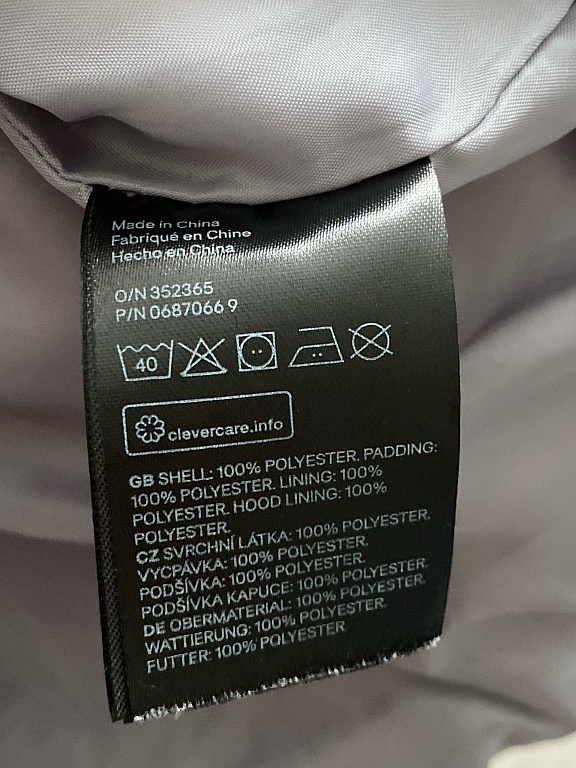 Made in China
Fabriqué en Chine
Hecho en China
O/N 352365
P/N 0687066 9
40
clevercare.info
GB SHELL: 100% POLYESTER. PADDING:
100% POLYESTER. LINING: 100%
POLYESTER. HOOD LINING: 100%
POLYESTER.
CZ SVRCHNÍ LÁTKA: 100% POLYESTER.
VYCPÁVKA: 100% POLYESTER.
PODŠÍVKA: 100% POLYESTER.
PODŠÍVKA KAPUCE: 100% POLYESTER.
DE OBERMATERIAL: 100% POLYESTER.
WATTIERUNG: 100% POLYESTER.
FUTTER: 100% POLYESTER